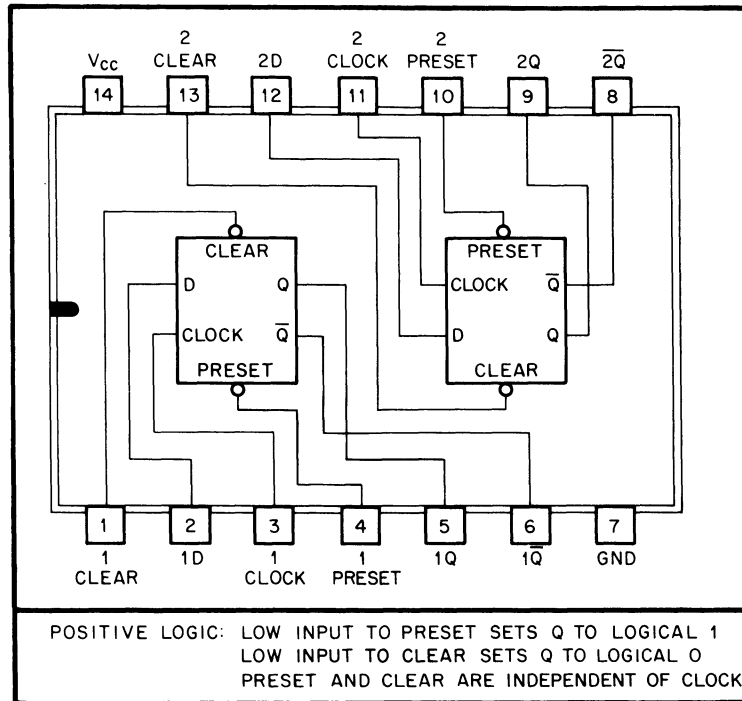 2 2 2
VCC CLEAR 2D CLOCK PRESET 2Q 2Q̅
14 13 12 11 10 9 8
CLEAR PRESET
D Q CLOCK Q̅
CLOCK Q̅ D Q
PRESET CLEAR
1 2 3 4 5 6 7
1 1D 1 1 1Q 1Q̅ GND
CLEAR CLOCK PRESET
POSITIVE LOGIC: LOW INPUT TO PRESET SETS Q TO LOGICAL 1
LOW INPUT TO CLEAR SETS Q TO LOGICAL 0
PRESET AND CLEAR ARE INDEPENDENT OF CLOCK